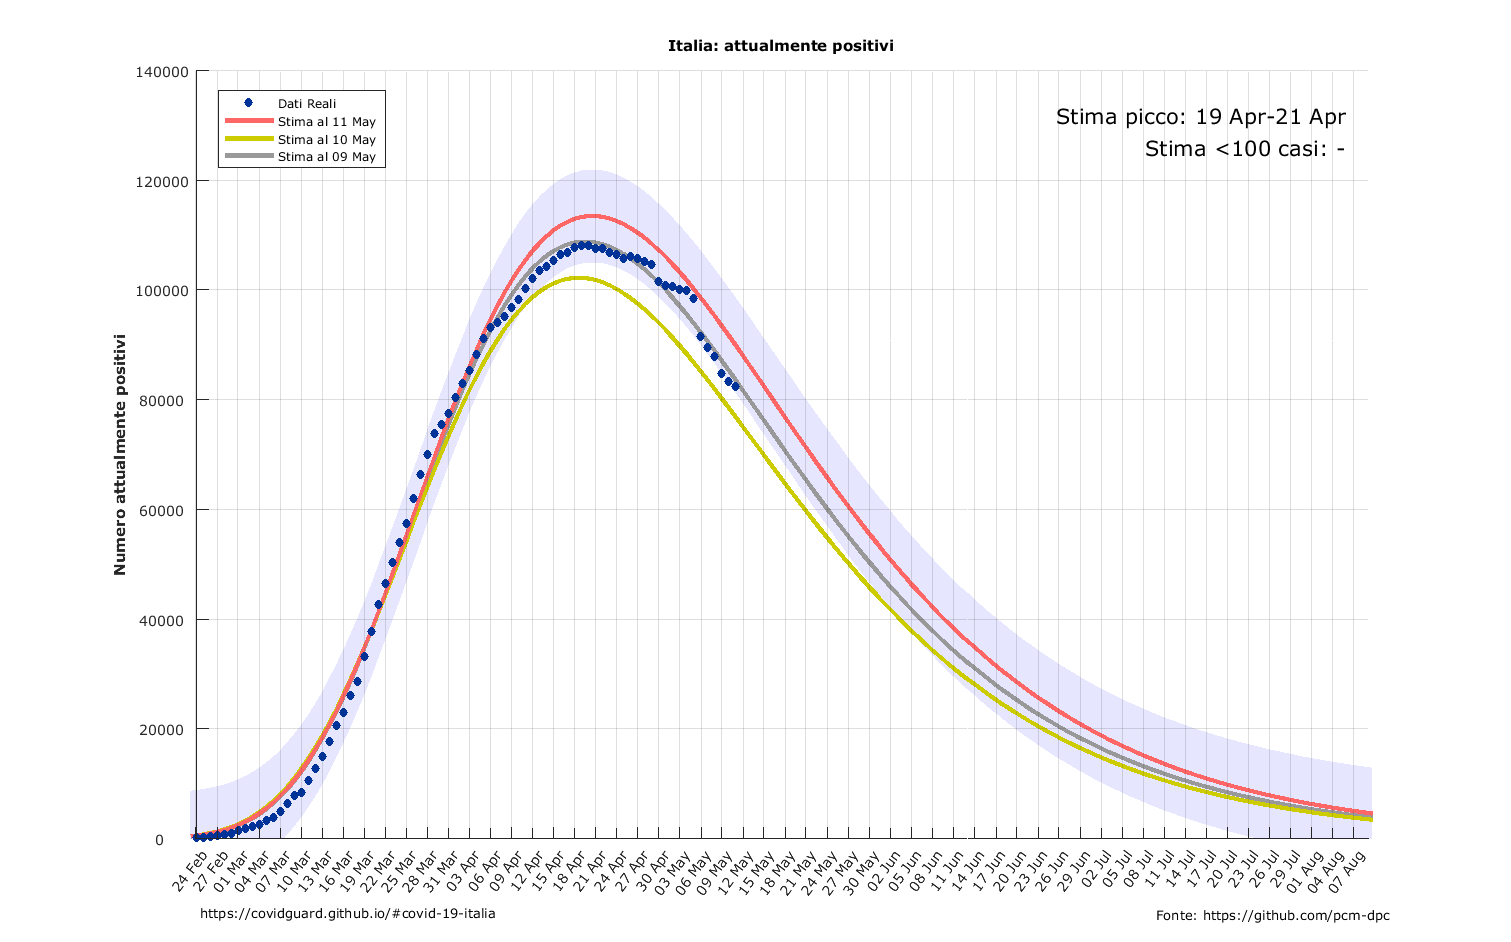 Italia: attualmente positivi
140000
120000
100000
80000
60000
40000
20000
0
Numero attualmente positivi
Dati Reali
Stima al 11 May
Stima al 10 May
Stima al 09 May
Stima picco: 19 Apr-21 Apr
Stima <100 casi: -
24 Feb
27 Feb
01 Mar
04 Mar
07 Mar
10 Mar
13 Mar
16 Mar
19 Mar
22 Mar
25 Mar
28 Mar
31 Mar
03 Apr
06 Apr
09 Apr
12 Apr
15 Apr
18 Apr
21 Apr
24 Apr
27 Apr
30 Apr
03 May
06 May
09 May
12 May
15 May
18 May
21 May
24 May
27 May
30 May
02 Jun
05 Jun
08 Jun
11 Jun
14 Jun
17 Jun
20 Jun
23 Jun
26 Jun
29 Jun
02 Jul
05 Jul
08 Jul
11 Jul
14 Jul
17 Jul
20 Jul
23 Jul
26 Jul
29 Jul
01 Aug
04 Aug
07 Aug
https://covidguard.github.io/#covid-19-italia
Fonte: https://github.com/pcm-dpc